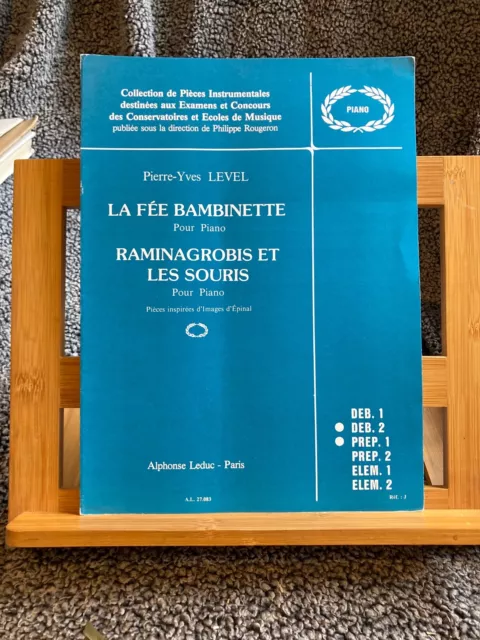 Collection de Pièces Instrumentales
destinées aux Examens et Concours
des Conservatoires et Ecoles de Musique
publiée sous la direction de Philippe Rougeron
PIANO
Pierre-Yves LEVEL
LA FÉE BAMBINETTE
Pour Piano
RAMINAGROBIS ET
LES SOURIS
Pour Piano
Pièces inspirées d'Images d'Épinal
DEB. 1
DEB. 2
PREP. 1
PREP. 2
ELEM. 1
ELEM. 2
Alphonse Leduc - Paris
A.L. 27.083